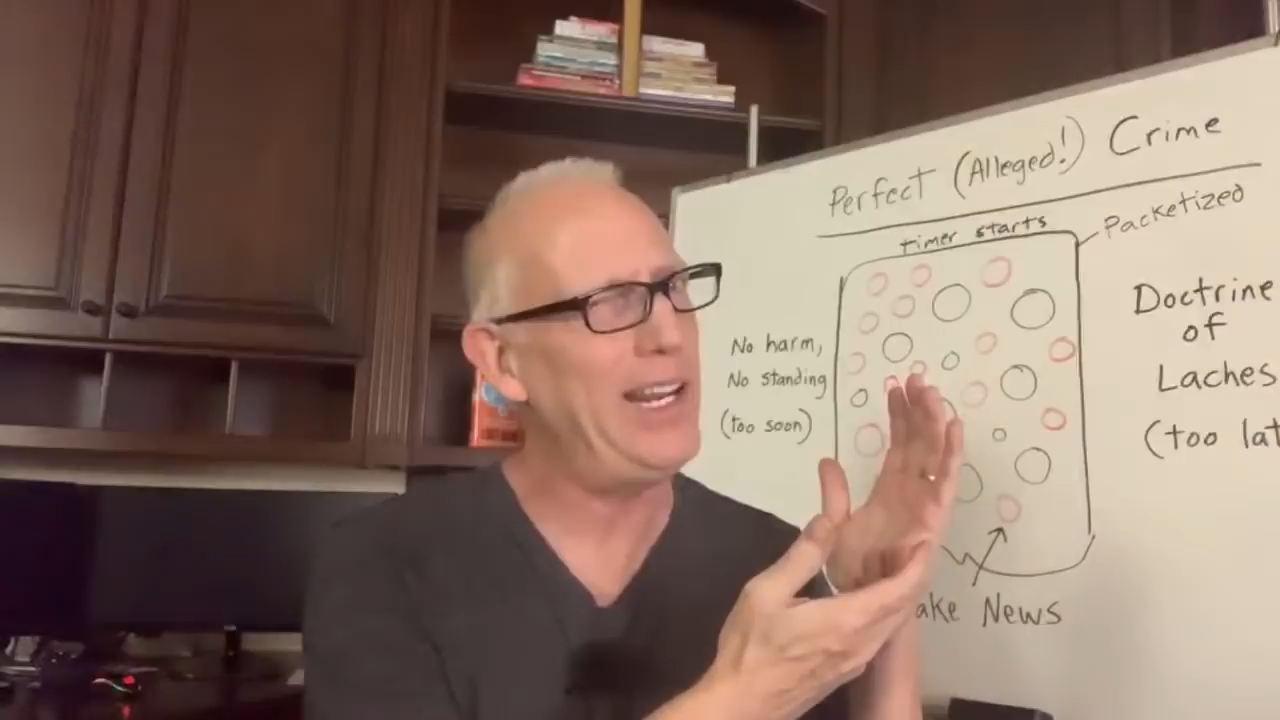 Perfect (Alleged!) Crime
timer starts
Packetized
No harm,
No standing
(too soon)
Doctrine
of
Laches
(too lat
ake News